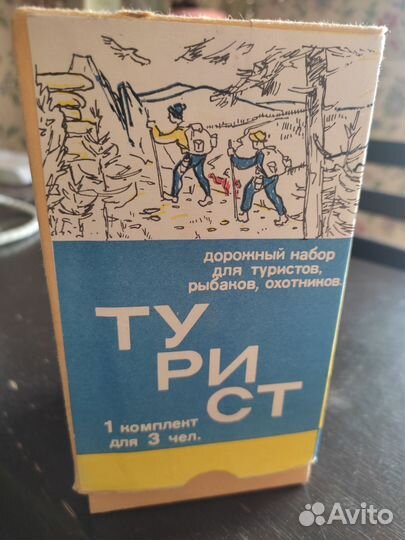 дорожный набор
для туристов,
рыбаков, охотников.
ТУ
РИ
СТ
1 комплект
для 3 чел.
Avito